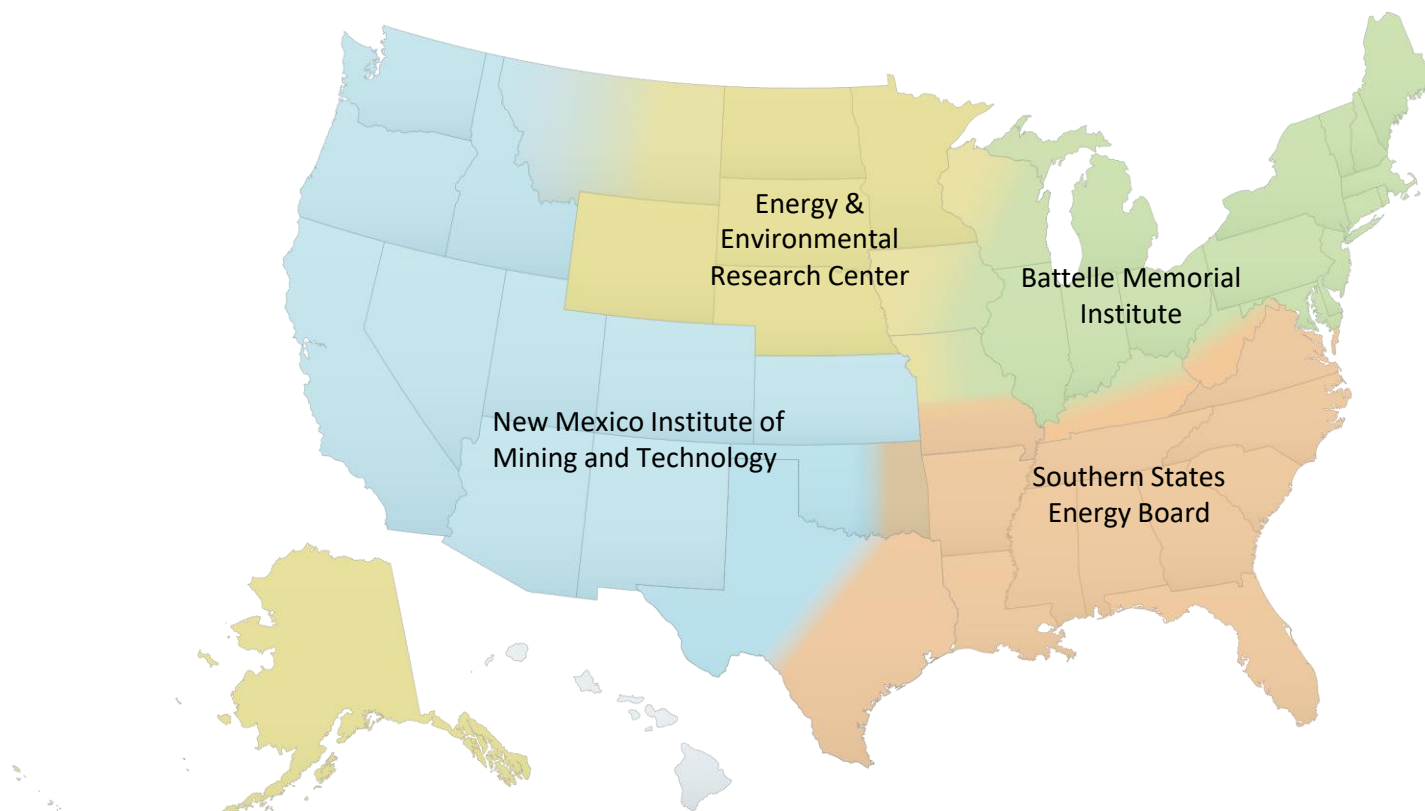 Energy &
Environmental
Research Center
Battelle Memorial
Institute
New Mexico Institute of
Mining and Technology
Southern States
Energy Board